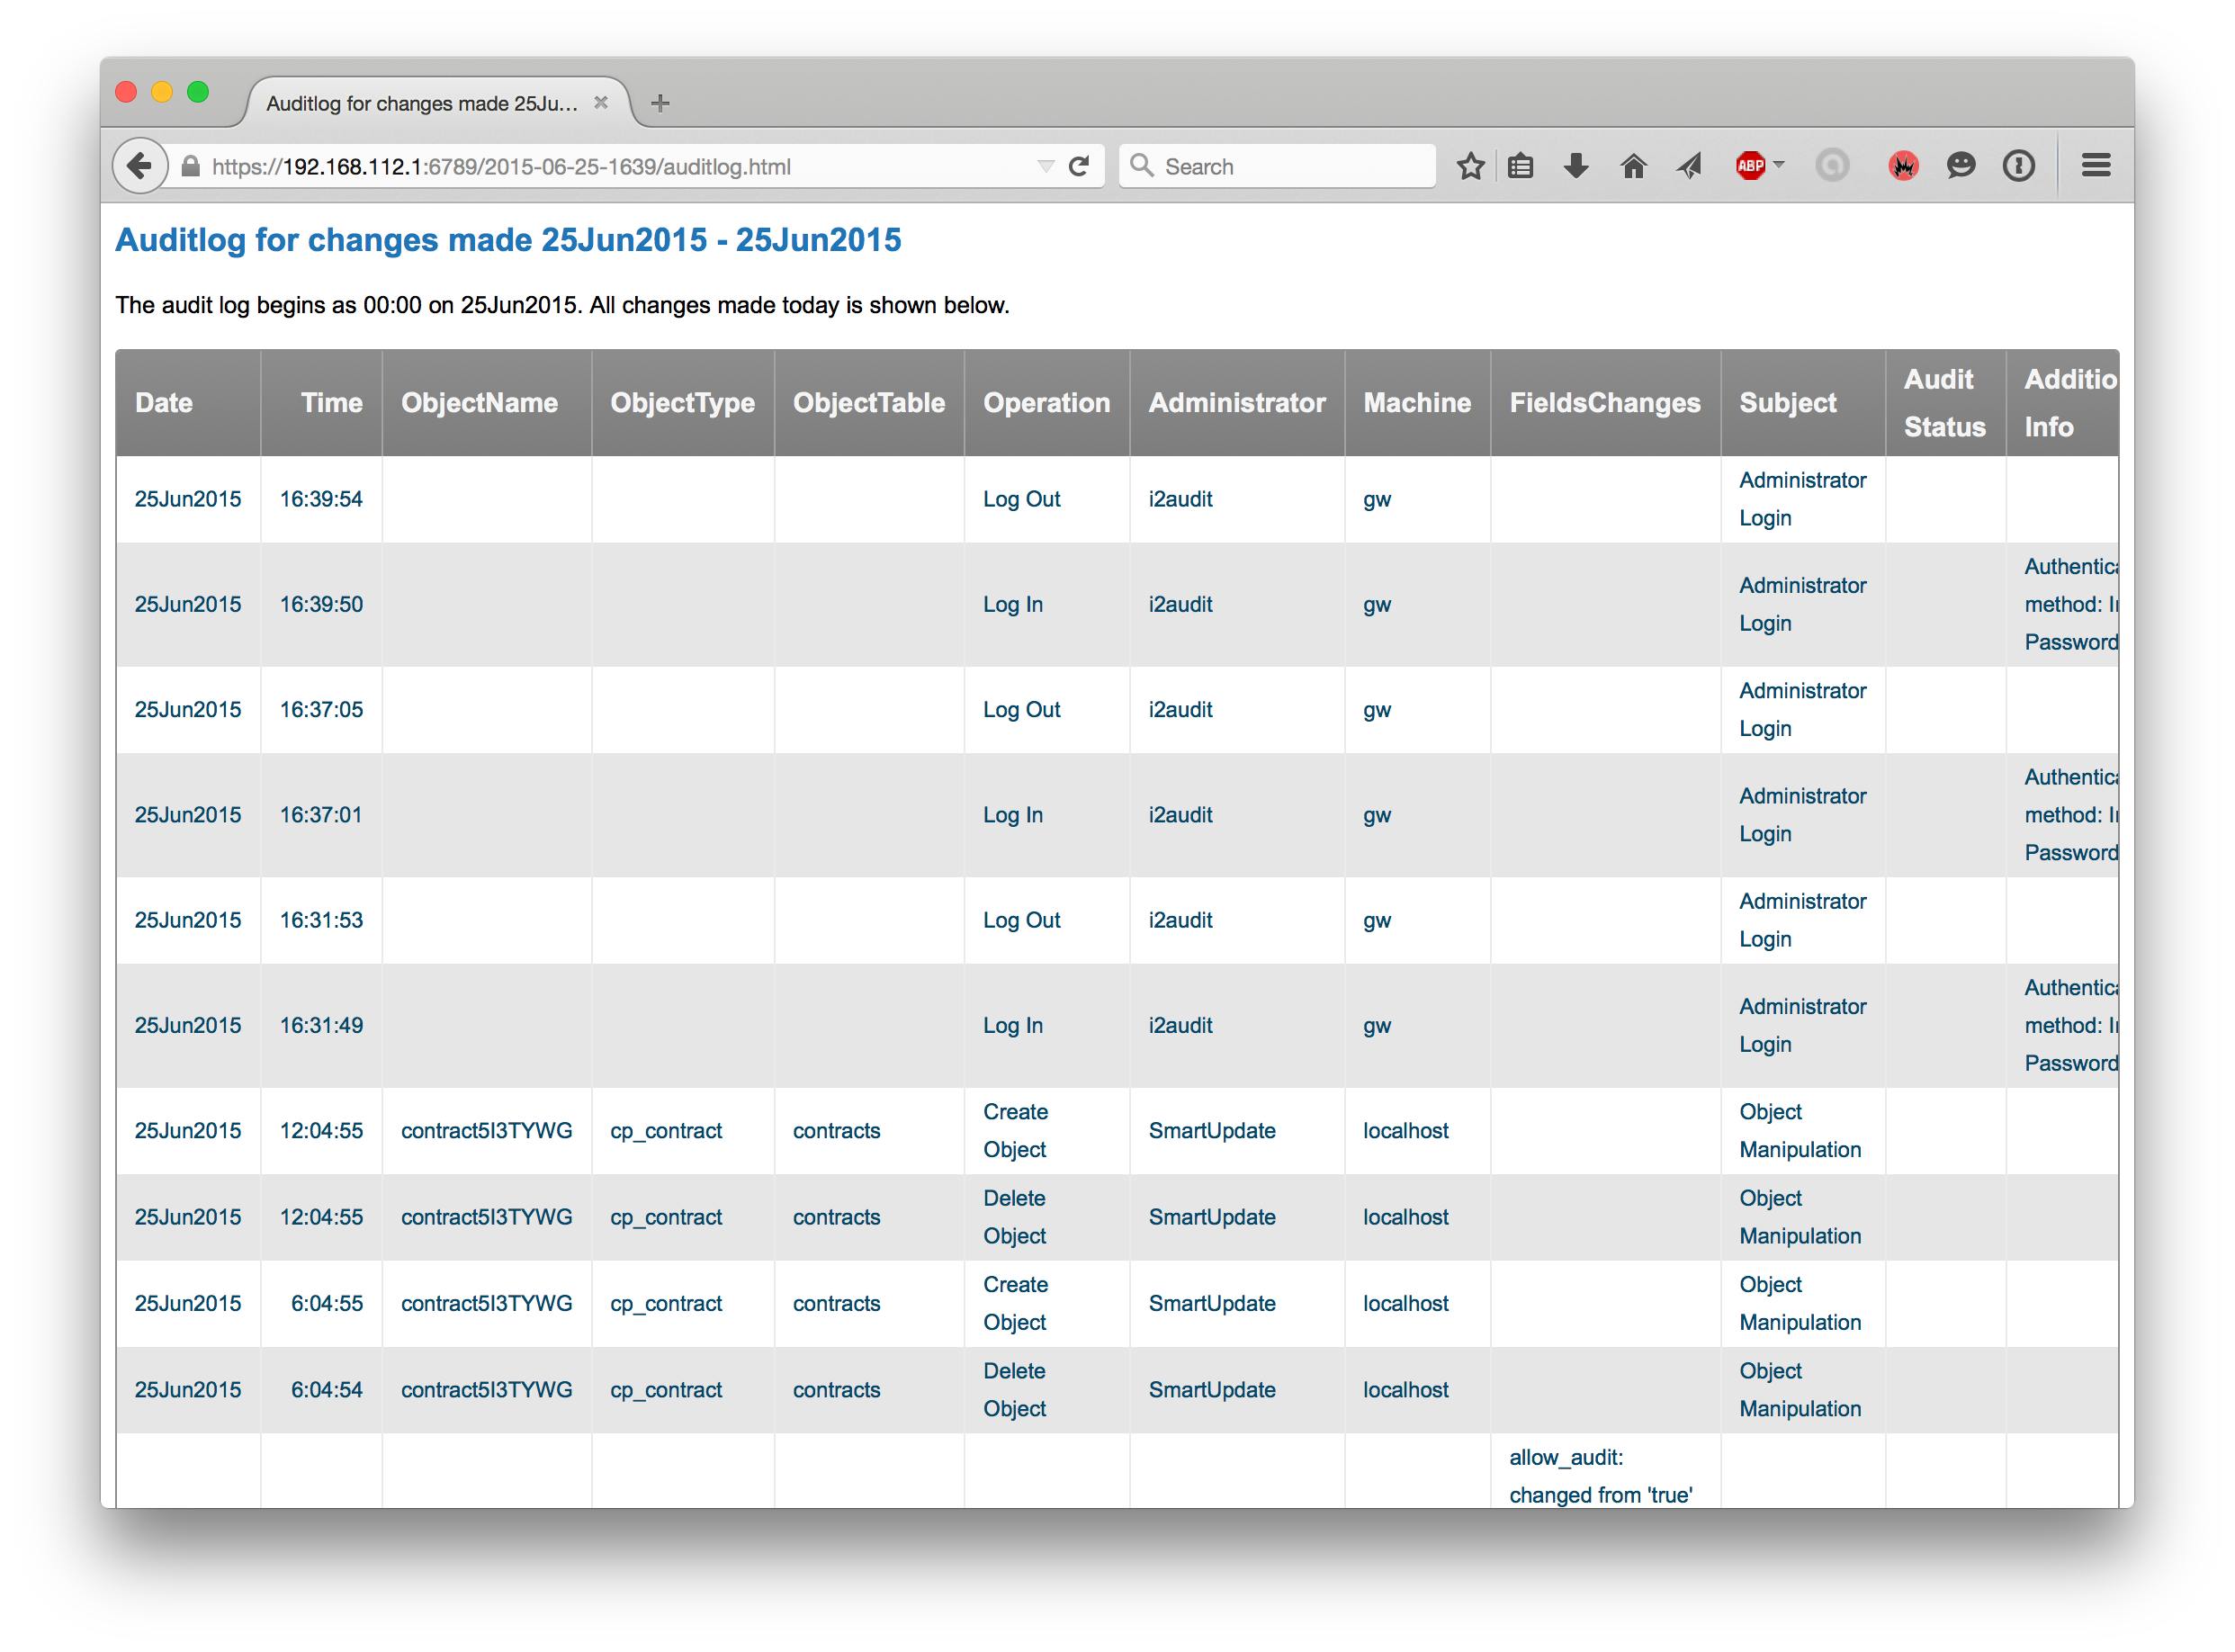 Auditlog for changes made 25Ju...
https://192.168.112.1:6789/2015-06-25-1639/auditlog.html
Search
ABP
Auditlog for changes made 25Jun2015 - 25Jun2015
The audit log begins as 00:00 on 25Jun2015. All changes made today is shown below.
Date Time ObjectName ObjectType ObjectTable Operation Administrator Machine FieldsChanges Subject Audit Status Additio Info
25Jun2015 16:39:54 Log Out i2audit gw Administrator Login
25Jun2015 16:39:50 Log In i2audit gw Administrator Login Authentica method: I Password
25Jun2015 16:37:05 Log Out i2audit gw Administrator Login
25Jun2015 16:37:01 Log In i2audit gw Administrator Login Authentica method: I Password
25Jun2015 16:31:53 Log Out i2audit gw Administrator Login
25Jun2015 16:31:49 Log In i2audit gw Administrator Login Authentica method: I Password
25Jun2015 12:04:55 contract5I3TYWG cp_contract contracts Create Object SmartUpdate localhost Object Manipulation
25Jun2015 12:04:55 contract5I3TYWG cp_contract contracts Delete Object SmartUpdate localhost Object Manipulation
25Jun2015 6:04:55 contract5I3TYWG cp_contract contracts Create Object SmartUpdate localhost Object Manipulation
25Jun2015 6:04:54 contract5I3TYWG cp_contract contracts Delete Object SmartUpdate localhost Object Manipulation
allow_audit:
changed from 'true'